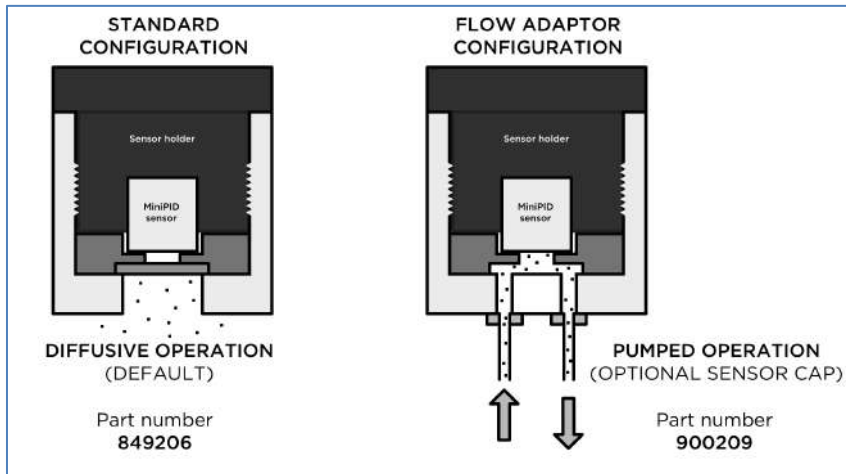 STANDARD
CONFIGURATION
Sensor holder
MiniPID
sensor
DIFFUSIVE OPERATION
(DEFAULT)
Part number
849206
FLOW ADAPTOR
CONFIGURATION
Sensor holder
MiniPID
sensor
PUMPED OPERATION
(OPTIONAL SENSOR CAP)
Part number
900209